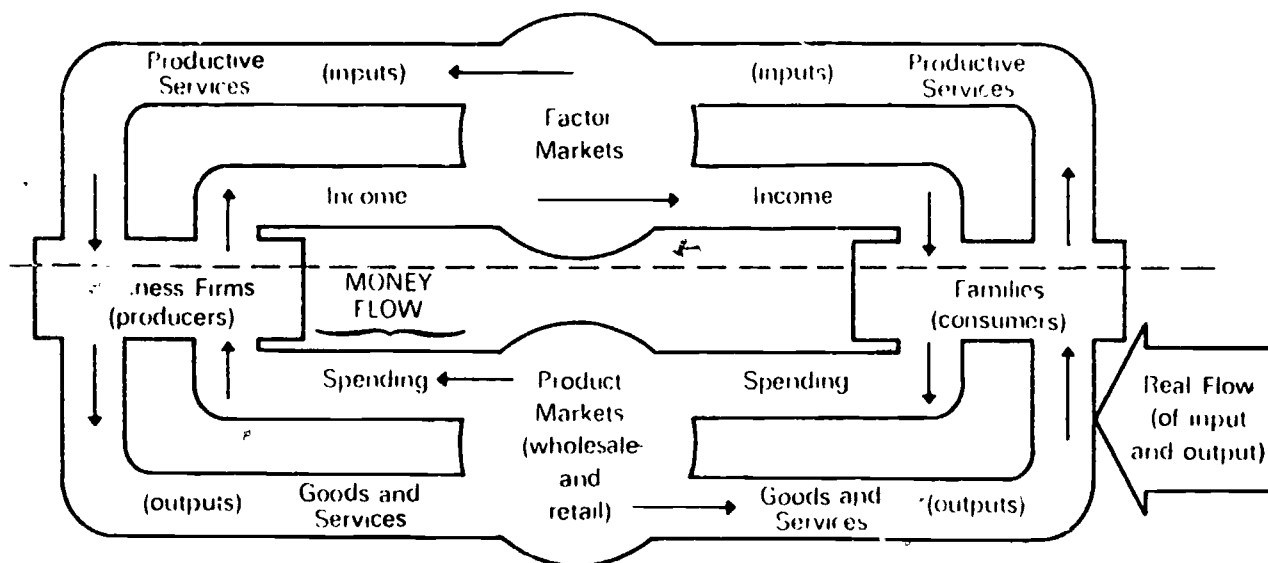 Productive
Services
(inputs)
(inputs)
Productive
Services
Factor
Markets
Income
Income
Firms
(producers)
MONEY
FLOW
Families
(consumers)
Spending
Product
Markets
(wholesale-
and
retail)
Spending
Real Flow
(of input
and output)
(outputs)
Goods and
Services
Goods and
Services
(outputs)